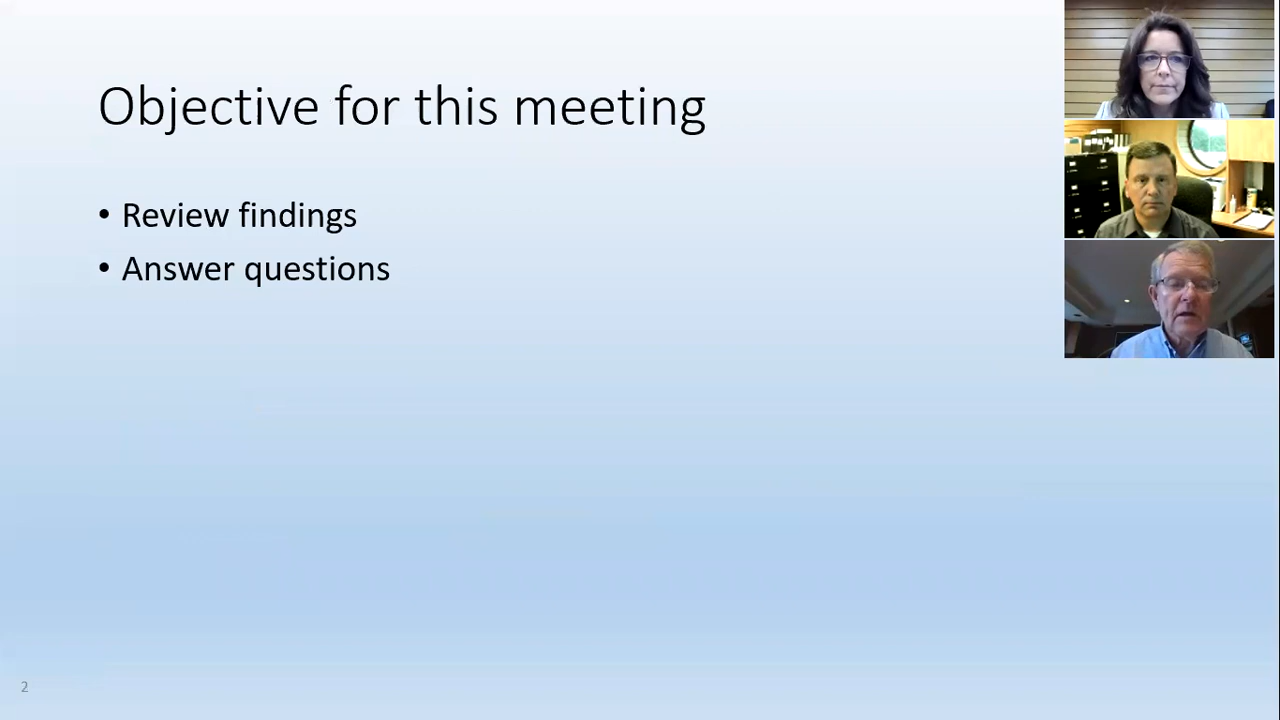 Objective for this meeting
• Review findings
• Answer questions
2